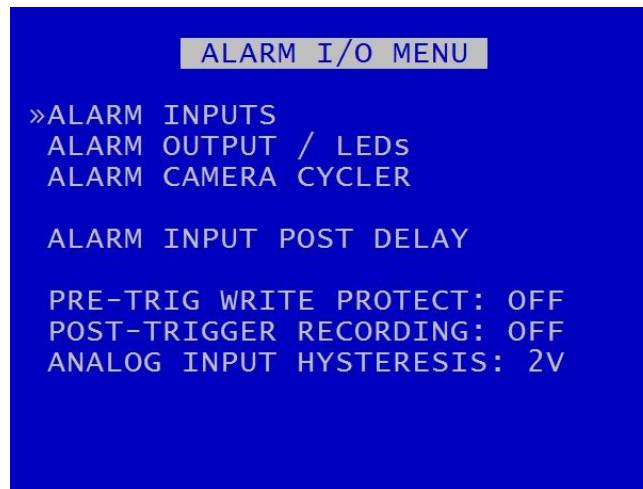 ALARM I/O MENU
»ALARM INPUTS
ALARM OUTPUT / LEDs
ALARM CAMERA CYCLER
ALARM INPUT POST DELAY
PRE-TRIG WRITE PROTECT: OFF
POST-TRIGGER RECORDING: OFF
ANALOG INPUT HYSTERESIS: 2V